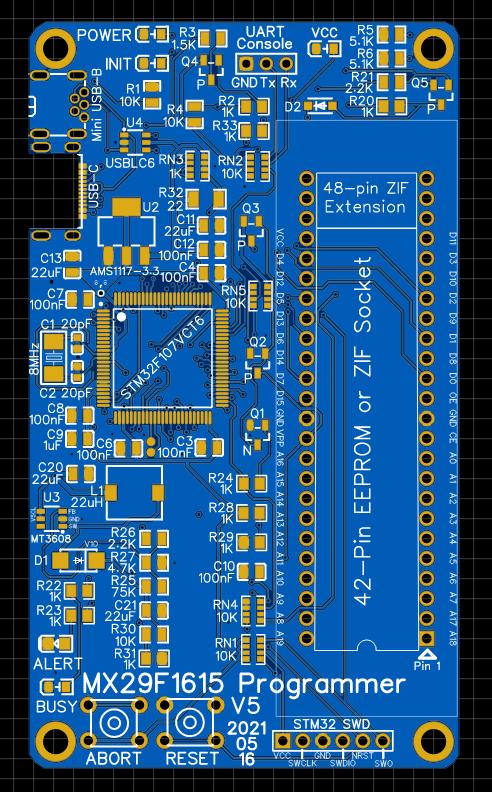 POWER
INIT
R3
1.5K
Q4
P
UART
Console
GND Tx Rx
VCC
R5
5.1K
R6
5.1K
R21
2.2K
R20
1K
Q5
P
D2
R1
10K
R4
10K
R2
1K
R33
1K
Mini USB-B
U4
USBLC6
USB-C
RN3
1K
RN2
10K
R32
22
U2
AMS1117-3.3
C11
22uF
C12
100nF
C4
100nF
Q3
P
48-pin ZIF
Extension
C13
22uF
C7
100nF
RN5
10K
C1 20pF
8MHz
C2 20pF
STM32F107VCT6
Q2
P
C8
100nF
C9
1uF
C6
100nF
C3
100nF
Q1
N
42-Pin EEPROM or ZIF Socket
VCC D4 D12 D5 D13 D6 D14 D7 D15 GND VPP A16 A15 A14 A13 A12 A11 A10 A9 A8 A19
D11 D3 D10 D2 D9 D1 D8 D0 OE GND CE A0 A1 A2 A3 A4 A5 A6 A7 A17 A18
C20
22uF
L1
22uH
R24
1K
U3
FB
GND
SW
MT3608
R28
1K
R29
1K
R26
2.2K
R27
4.7K
R25
75K
C21
22uF
R30
10K
R31
1K
D1
V10
C10
100nF
R22
1K
R23
1K
RN4
10K
RN1
10K
ALERT
BUSY
Pin 1
MX29F1615 Programmer
V5
2021
05
16
ABORT
RESET
STM32 SWD
VCC
SWCLK
GND
SWDIO
NRST
SWO